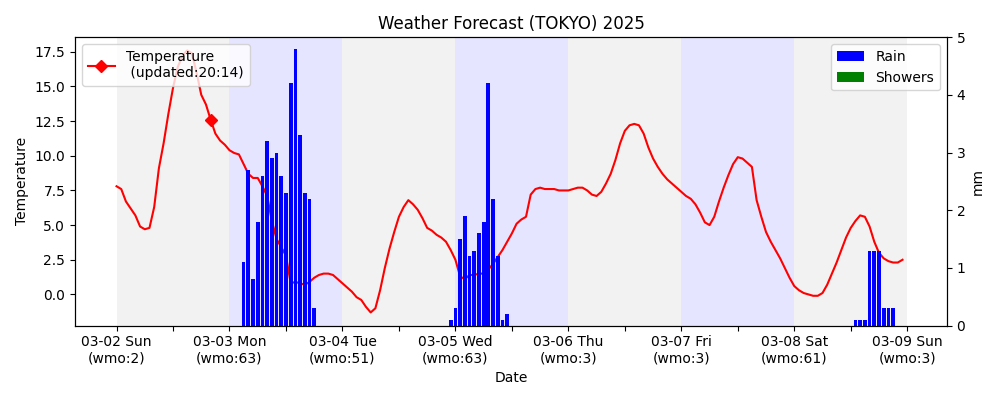 Weather Forecast (TOKYO) 2025
Temperature
(updated:20:14)
Rain
Showers
17.5
15.0
12.5
10.0
7.5
5.0
2.5
0.0
Temperature
5
4
3
2
1
0
mm
03-02 Sun
(wmo:2)
03-03 Mon
(wmo:63)
03-04 Tue
(wmo:51)
03-05 Wed
(wmo:63)
03-06 Thu
(wmo:3)
03-07 Fri
(wmo:3)
03-08 Sat
(wmo:61)
03-09 Sun
(wmo:3)
Date